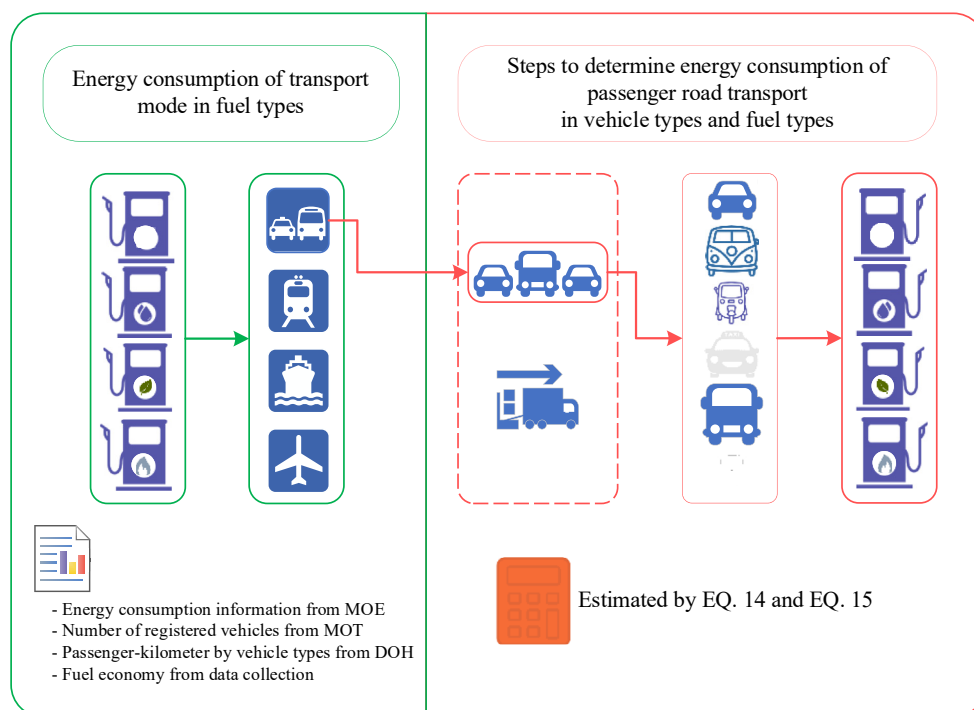 Energy consumption of transport
mode in fuel types
Steps to determine energy consumption of
passenger road transport
in vehicle types and fuel types
- Energy consumption information from MOE
- Number of registered vehicles from MOT
- Passenger-kilometer by vehicle types from DOH
- Fuel economy from data collection
Estimated by EQ. 14 and EQ. 15